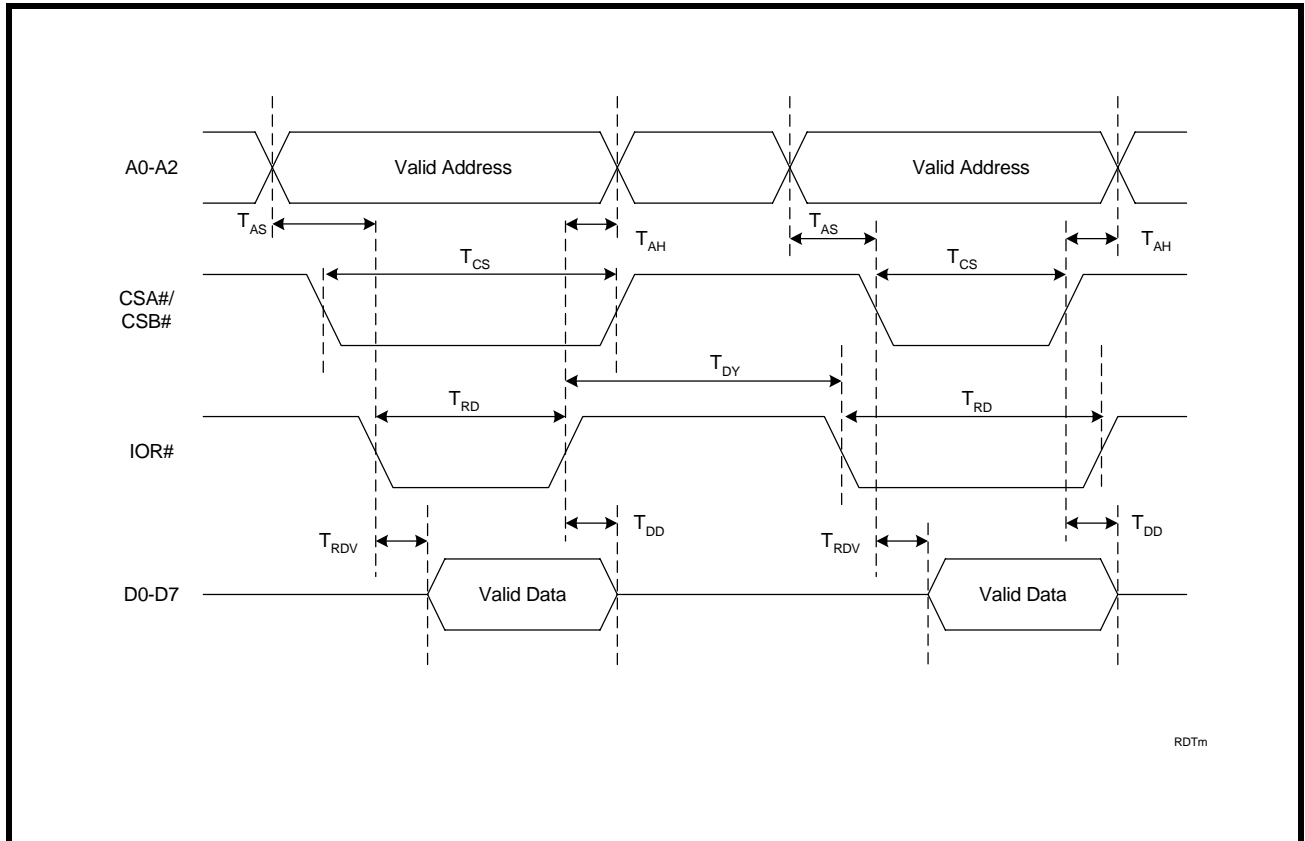 A0-A2
Valid Address
Valid Address
TAS
TAH
TAS
TAH
TCS
TCS
CSA#/
CSB#
TDY
TRD
TRD
IOR#
TRDV
TDD
TRDV
TDD
D0-D7
Valid Data
Valid Data
RDTm